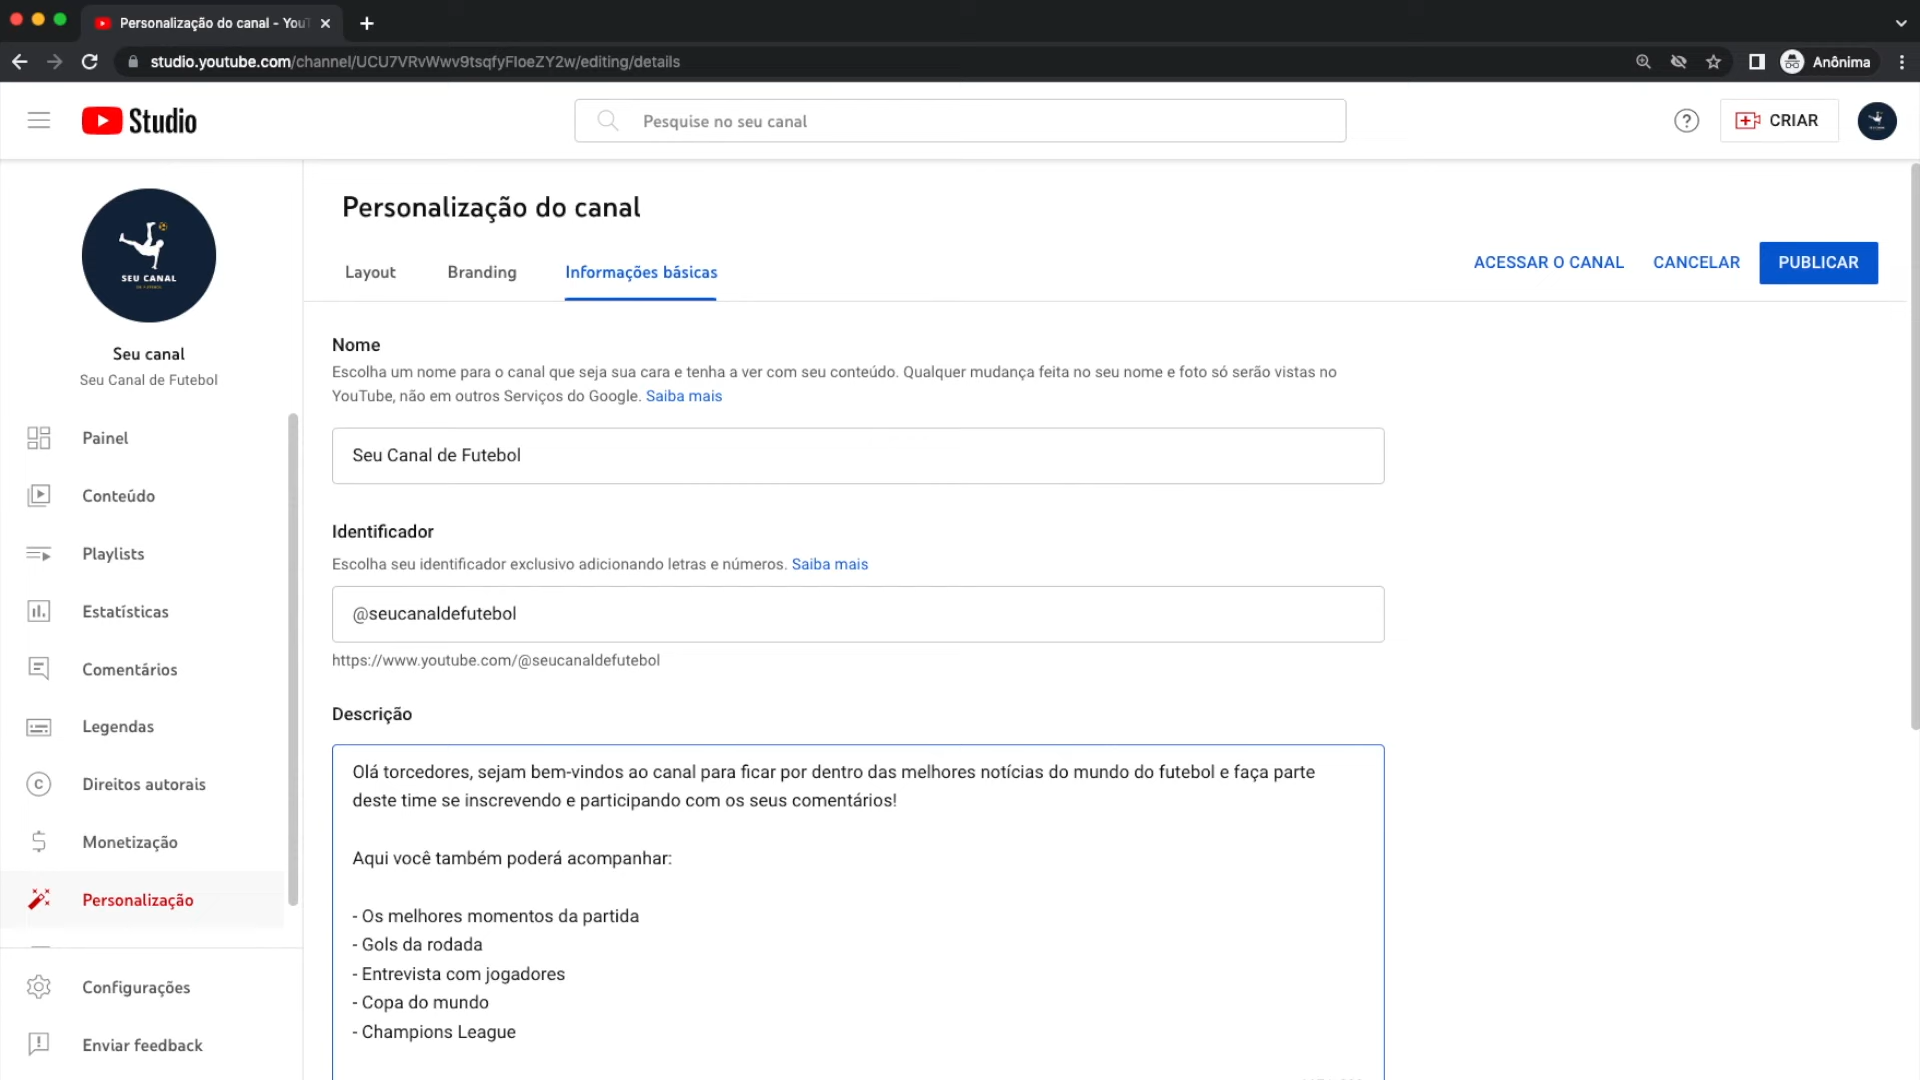 Personalização do canal - You
studio.youtube.com/channel/UCU7VRvWwv9tsqfyFIoeZY2w/editing/details
Anônima
Studio
Pesquise no seu canal
CRIAR
SEU CANAL
Seu canal
Seu Canal de Futebol
Painel
Conteúdo
Playlists
Estatísticas
Comentários
Legendas
Direitos autorais
Monetização
Personalização
Configurações
Enviar feedback
Personalização do canal
Layout
Branding
Informações básicas
ACESSAR O CANAL
CANCELAR
PUBLICAR
Nome
Escolha um nome para o canal que seja sua cara e tenha a ver com seu conteúdo. Qualquer mudança feita no seu nome e foto só serão vistas no
YouTube, não em outros Serviços do Google. Saiba mais
Seu Canal de Futebol
Identificador
Escolha seu identificador exclusivo adicionando letras e números. Saiba mais
@seucanaldefutebol
https://www.youtube.com/@seucanaldefutebol
Descrição
Olá torcedores, sejam bem-vindos ao canal para ficar por dentro das melhores notícias do mundo do futebol e faça parte
deste time se inscrevendo e participando com os seus comentários!
Aqui você também poderá acompanhar:
- Os melhores momentos da partida
- Gols da rodada
- Entrevista com jogadores
- Copa do mundo
- Champions League